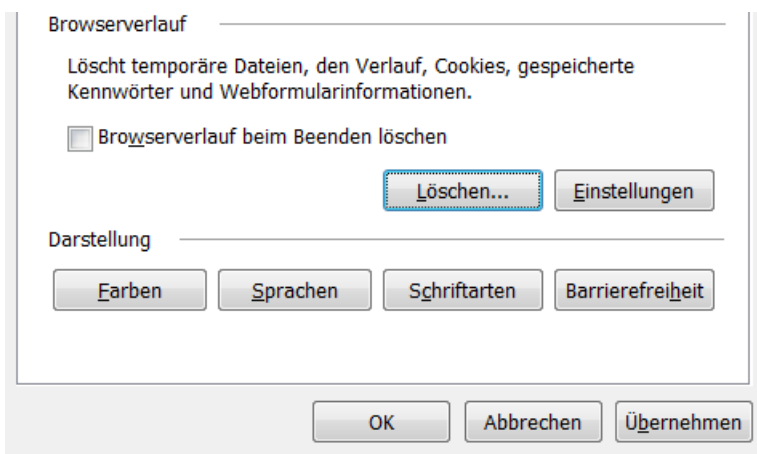 Browserverlauf
Löscht temporäre Dateien, den Verlauf, Cookies, gespeicherte
Kennwörter und Webformularinformationen.
Browserverlauf beim Beenden löschen
Löschen... Einstellungen
Darstellung
Farben Sprachen Schriftarten Barrierefreiheit
OK Abbrechen Übernehmen